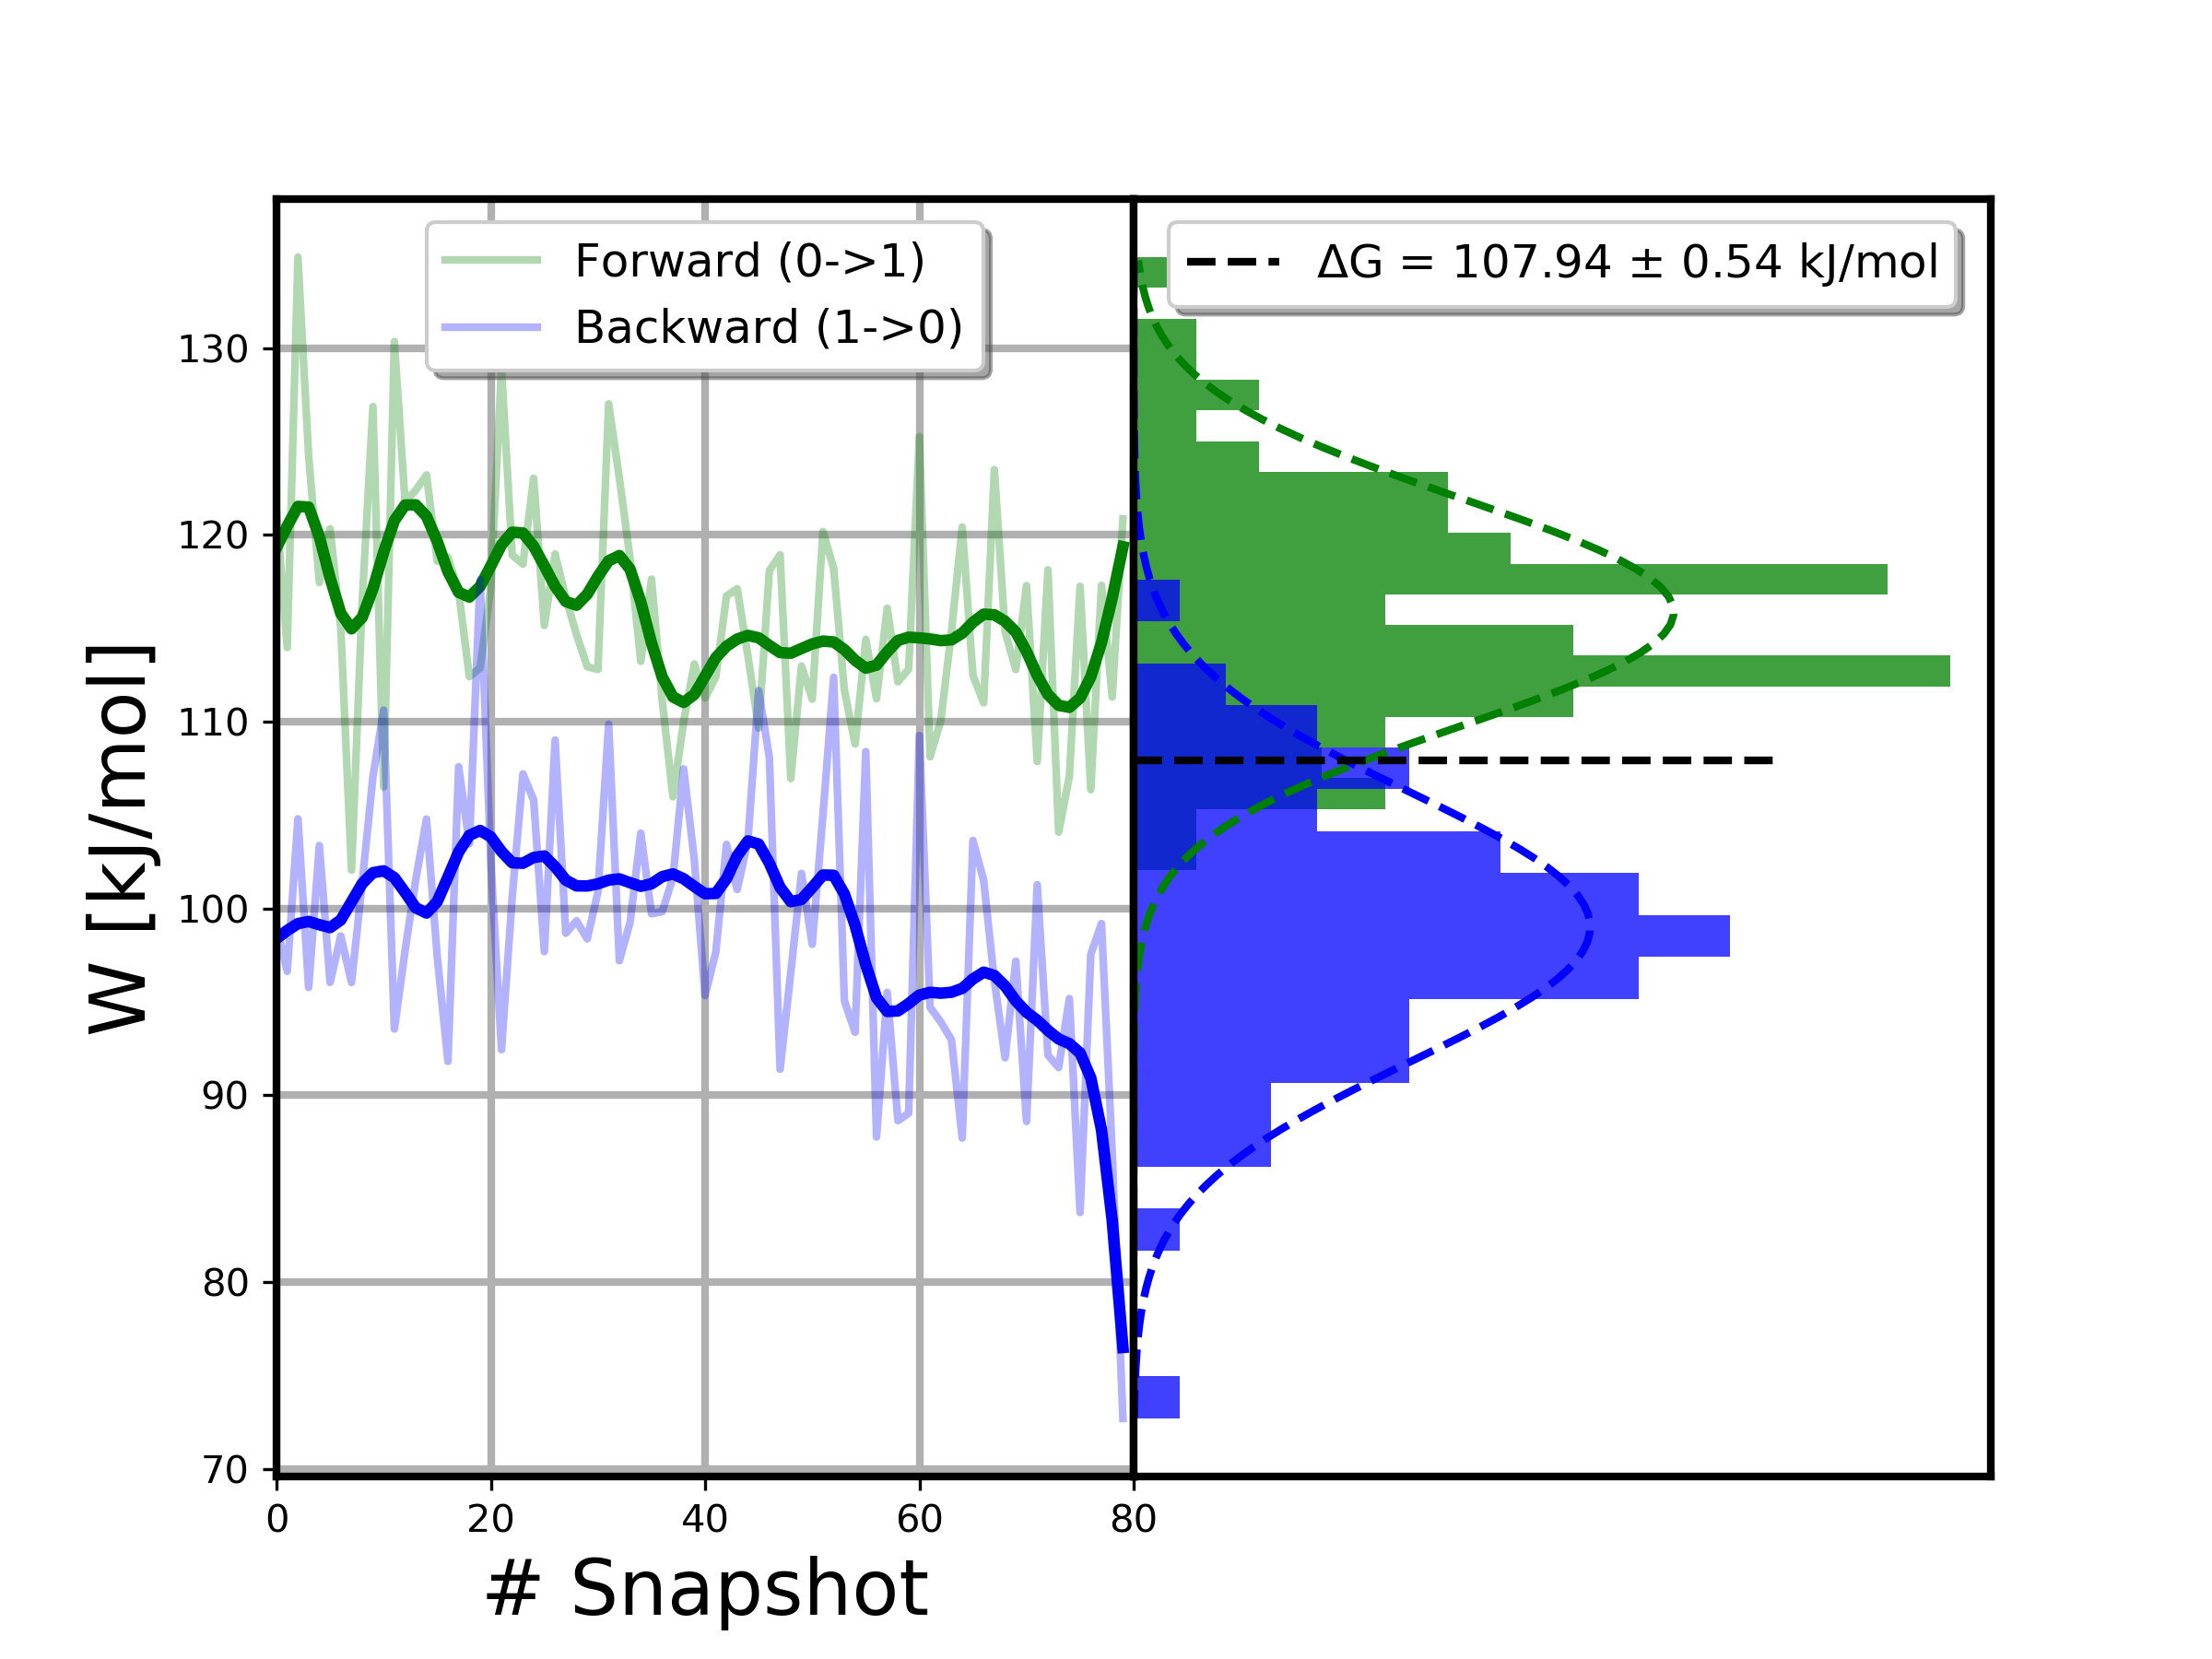 Forward (0->1)
Backward (1->0)
ΔG = 107.94 ± 0.54 kJ/mol
W [kJ/mol]
130
120
110
100
90
80
70
0 20 40 60 80
# Snapshot